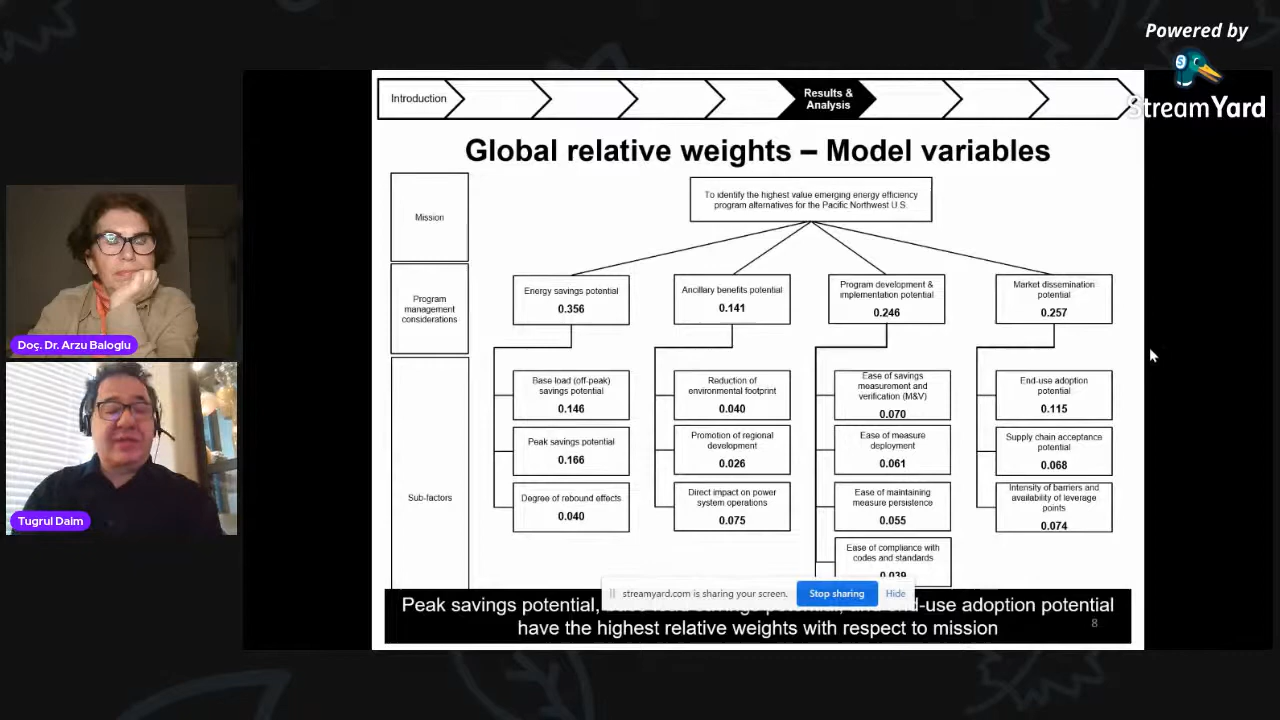 Powered by
StreamYard
Introduction
Results &
Analysis
Global relative weights – Model variables
Mission
To identify the highest value emerging energy efficiency
program alternatives for the Pacific Northwest U.S.
Program
management
considerations
Energy savings potential
0.356
Ancillary benefits potential
0.141
Program development &
implementation potential
0.246
Market dissemination
potential
0.257
Sub-factors
Base load (off-peak)
savings potential
0.146
Peak savings potential
0.166
Degree of rebound effects
0.040
Reduction of
environmental footprint
0.040
Promotion of regional
development
0.026
Direct impact on power
system operations
0.075
Ease of savings
measurement and
verification (M&V)
0.070
Ease of measure
deployment
0.061
Ease of maintaining
measure persistence
0.055
Ease of compliance with
codes and standards
0.039
End-use adoption
potential
0.115
Supply chain acceptance
potential
0.068
Intensity of barriers and
availability of leverage
points
0.074
streamyard.com is sharing your screen.
Stop sharing
Hide
Peak savings potential, end-use adoption potential
have the highest relative weights with respect to mission
8
Doç. Dr. Arzu Baloglu
Tugrul Daim